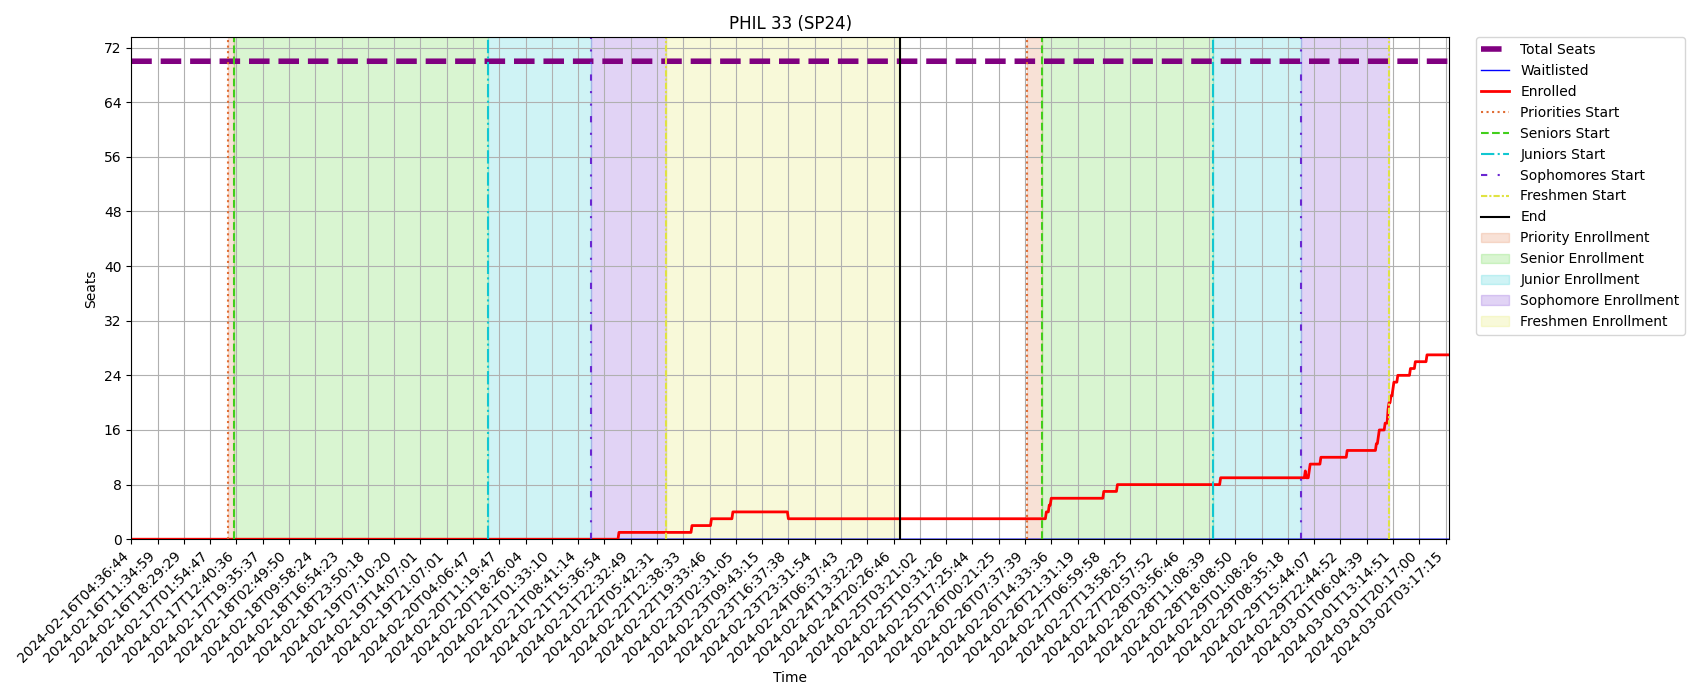 PHIL 33 (SP24)
Seats
72
64
56
48
40
32
24
16
8
0
2024-02-16T04:36:44
2024-02-16T11:34:59
2024-02-16T18:29:29
2024-02-17T01:54:47
2024-02-17T12:40:36
2024-02-17T19:35:37
2024-02-18T02:49:50
2024-02-18T09:58:24
2024-02-18T16:54:23
2024-02-18T23:50:18
2024-02-19T07:10:20
2024-02-19T14:07:01
2024-02-19T21:07:01
2024-02-20T04:06:47
2024-02-20T11:19:47
2024-02-20T18:26:04
2024-02-21T01:33:10
2024-02-21T08:41:14
2024-02-21T15:36:54
2024-02-21T22:32:49
2024-02-22T05:42:31
2024-02-22T12:38:33
2024-02-22T19:33:46
2024-02-23T02:31:05
2024-02-23T09:43:15
2024-02-23T16:37:38
2024-02-23T23:31:54
2024-02-24T06:37:43
2024-02-24T13:32:29
2024-02-24T20:26:46
2024-02-25T03:21:02
2024-02-25T10:31:26
2024-02-25T17:25:44
2024-02-26T00:21:25
2024-02-26T07:37:39
2024-02-26T14:33:36
2024-02-26T21:31:19
2024-02-27T06:59:58
2024-02-27T13:58:25
2024-02-27T20:57:52
2024-02-28T03:56:46
2024-02-28T11:08:39
2024-02-28T18:08:50
2024-02-29T01:08:26
2024-02-29T08:35:18
2024-02-29T15:44:07
2024-02-29T22:44:52
2024-03-01T06:04:39
2024-03-01T13:14:51
2024-03-01T20:17:00
2024-03-02T03:17:15
Time
Total Seats
Waitlisted
Enrolled
Priorities Start
Seniors Start
Juniors Start
Sophomores Start
Freshmen Start
End
Priority Enrollment
Senior Enrollment
Junior Enrollment
Sophomore Enrollment
Freshmen Enrollment